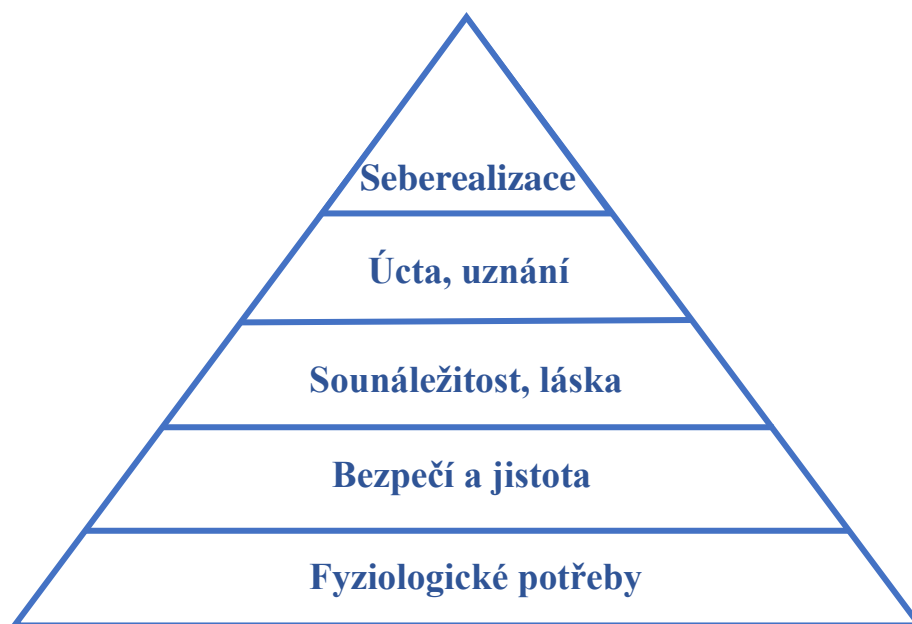 Seberealizace
Úcta, uznání
Sounáležitost, láska
Bezpečí a jistota
Fyziologické potřeby